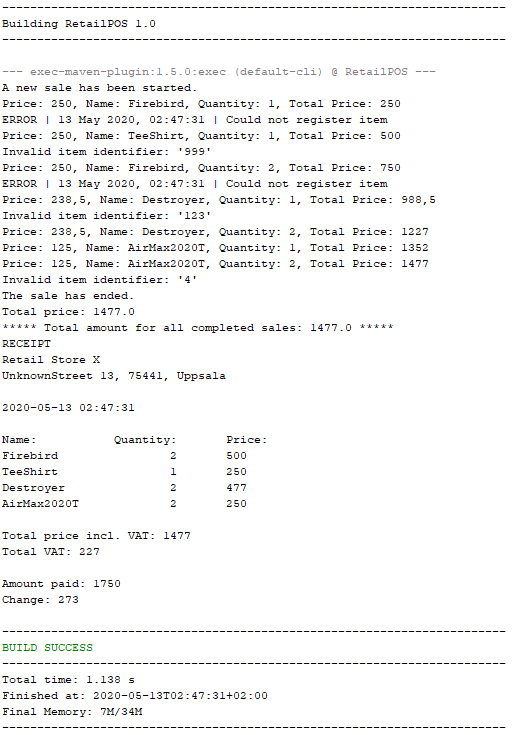 ------------------------------------------------------------------------
Building RetailPOS 1.0
------------------------------------------------------------------------
--- exec-maven-plugin:1.5.0:exec (default-cli) @ RetailPOS ---
A new sale has been started.
Price: 250, Name: Firebird, Quantity: 1, Total Price: 250
ERROR | 13 May 2020, 02:47:31 | Could not register item
Price: 250, Name: TeeShirt, Quantity: 1, Total Price: 500
Invalid item identifier: '999'
Price: 250, Name: Firebird, Quantity: 2, Total Price: 750
ERROR | 13 May 2020, 02:47:31 | Could not register item
Price: 238,5, Name: Destroyer, Quantity: 1, Total Price: 988,5
Invalid item identifier: '123'
Price: 238,5, Name: Destroyer, Quantity: 2, Total Price: 1227
Price: 125, Name: AirMax2020T, Quantity: 1, Total Price: 1352
Price: 125, Name: AirMax2020T, Quantity: 2, Total Price: 1477
Invalid item identifier: '4'
The sale has ended.
Total price: 1477.0
***** Total amount for all completed sales: 1477.0 *****
RECEIPT
Retail Store X
UnknownStreet 13, 75441, Uppsala
2020-05-13 02:47:31
Name: Quantity: Price:
Firebird 2 500
TeeShirt 1 250
Destroyer 2 477
AirMax2020T 2 250
Total price incl. VAT: 1477
Total VAT: 227
Amount paid: 1750
Change: 273
------------------------------------------------------------------------
BUILD SUCCESS
------------------------------------------------------------------------
Total time: 1.138 s
Finished at: 2020-05-13T02:47:31+02:00
Final Memory: 7M/34M
------------------------------------------------------------------------